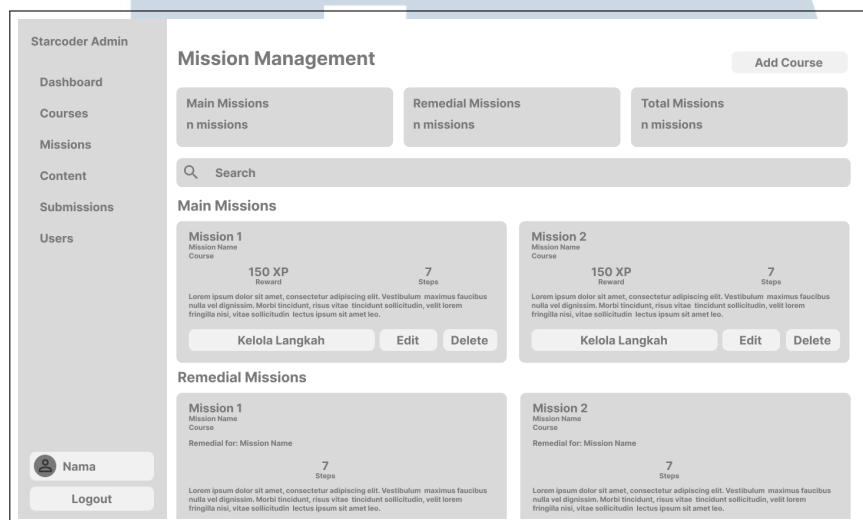 Starcoder Admin
Dashboard
Courses
Missions
Content
Submissions
Users
Nama
Logout
Mission Management
Add Course
Main Missions
n missions
Remedial Missions
n missions
Total Missions
n missions
Search
Main Missions
Mission 1
Mission Name
Course
150 XP
Reward
7
Steps
Lorem ipsum dolor sit amet, consectetur adipiscing elit. Vestibulum maximus faucibus
nulla vel dignissim. Morbi tincidunt, risus vitae tincidunt sollicitudin, velit lorem
fringilla nisi, vitae sollicitudin lectus ipsum sit amet leo.
Kelola Langkah
Edit
Delete
Mission 2
Mission Name
Course
150 XP
Reward
7
Steps
Lorem ipsum dolor sit amet, consectetur adipiscing elit. Vestibulum maximus faucibus
nulla vel dignissim. Morbi tincidunt, risus vitae tincidunt sollicitudin, velit lorem
fringilla nisi, vitae sollicitudin lectus ipsum sit amet leo.
Kelola Langkah
Edit
Delete
Remedial Missions
Mission 1
Mission Name
Course
Remedial for: Mission Name
7
Steps
Lorem ipsum dolor sit amet, consectetur adipiscing elit. Vestibulum maximus faucibus
nulla vel dignissim. Morbi tincidunt, risus vitae tincidunt sollicitudin, velit lorem
fringilla nisi, vitae sollicitudin lectus ipsum sit amet leo.
Mission 2
Mission Name
Course
Remedial for: Mission Name
7
Steps
Lorem ipsum dolor sit amet, consectetur adipiscing elit. Vestibulum maximus faucibus
nulla vel dignissim. Morbi tincidunt, risus vitae tincidunt sollicitudin, velit lorem
fringilla nisi, vitae sollicitudin lectus ipsum sit amet leo.